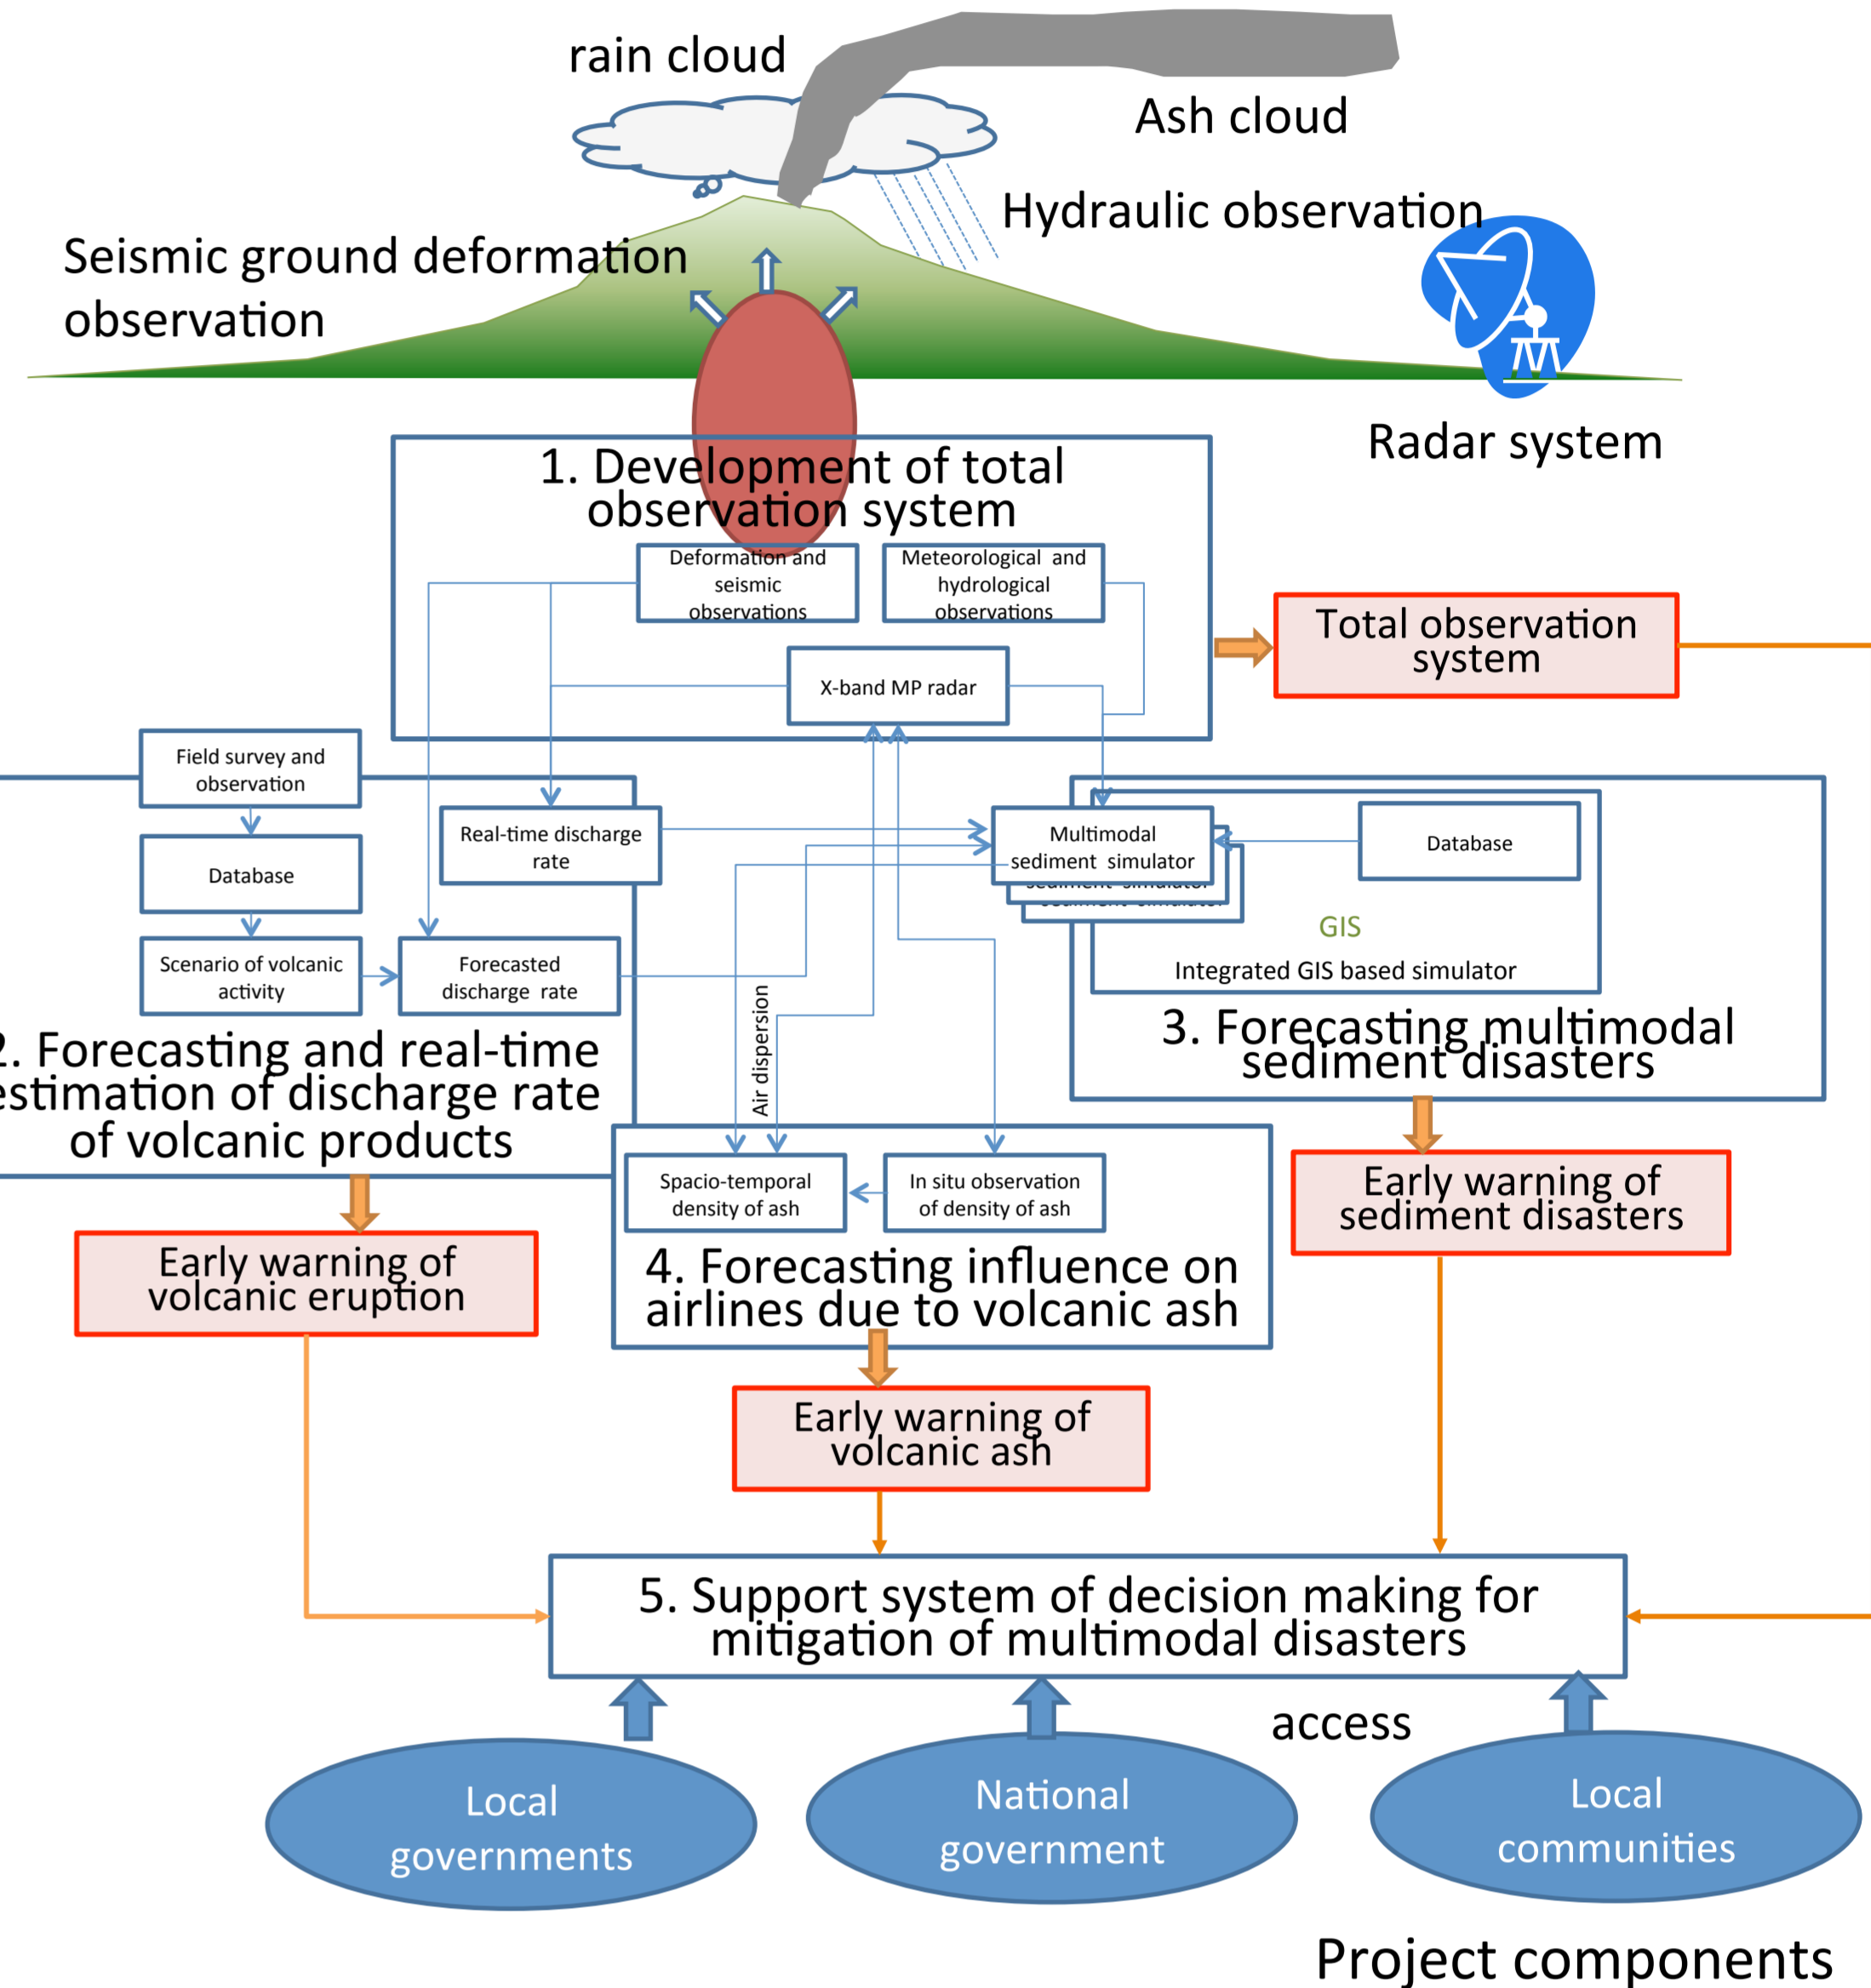 rain cloud
Ash cloud
Hydraulic observation
Seismic ground deformation
observation
Radar system
1. Development of total
observation system
Deformation and
seismic
observations
Meteorological and
hydrological
observations
X-band MP radar
Total observation
system
Field survey and
observation
Database
Scenario of volcanic
activity
Real-time discharge
rate
Forecasted
discharge rate
2. Forecasting and real-time
estimation of discharge rate
of volcanic products
Multimodal
sediment simulator
sediment simulator
sediment simulator
Database
GIS
Integrated GIS based simulator
3. Forecasting multimodal
sediment disasters
Air dispersion
Spacio-temporal
density of ash
In situ observation
of density of ash
4. Forecasting influence on
airlines due to volcanic ash
Early warning of
volcanic eruption
Early warning of
sediment disasters
Early warning of
volcanic ash
5. Support system of decision making for
mitigation of multimodal disasters
access
Local
governments
National
government
Local
communities
Project components